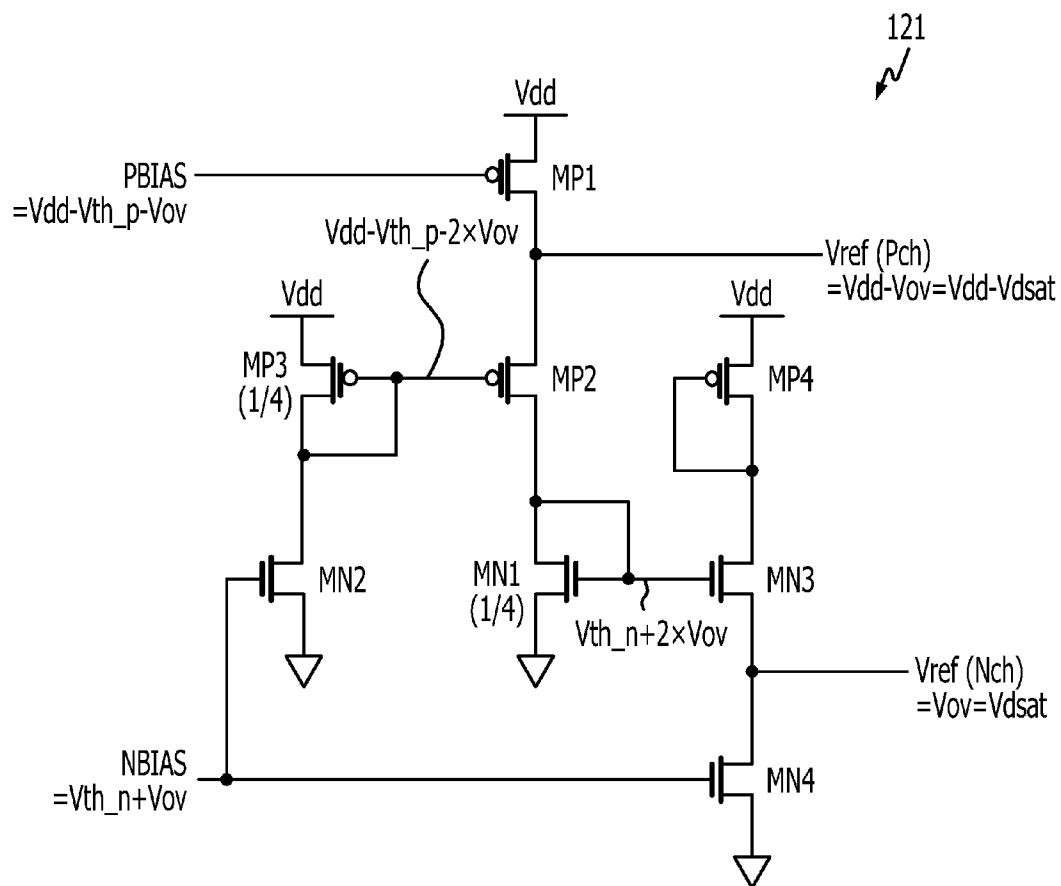 121
Vdd
PBIAS
=Vdd-Vth_p-Vov
MP1
Vdd-Vth_p-2×Vov
Vref (Pch)
=Vdd-Vov=Vdd-Vdsat
Vdd
Vdd
MP3
(1/4)
MP2
MP4
MN2
MN1
(1/4)
MN3
Vth_n+2×Vov
Vref (Nch)
=Vov=Vdsat
NBIAS
=Vth_n+Vov
MN4